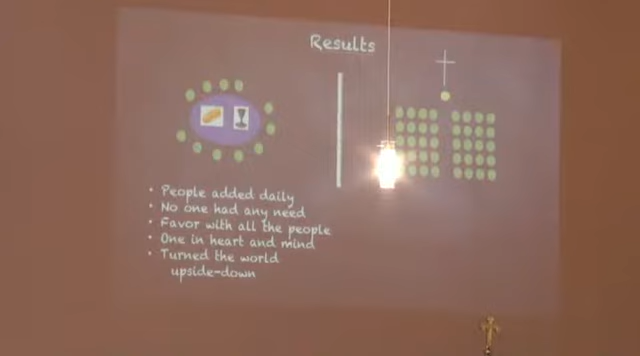 Results
• People added daily
• No one had any need
• Favor with all the people
• One in heart and mind
• Turned the world
upside-down